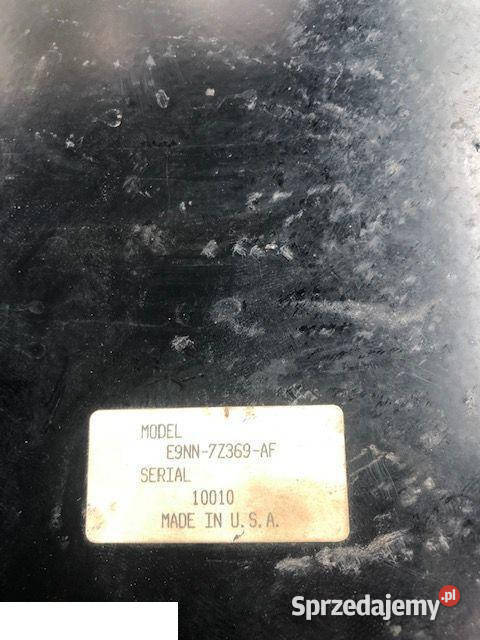 MODEL
E9NN-7Z369-AF
SERIAL
10010
MADE IN U.S.A.
Sprzedajemy.pl